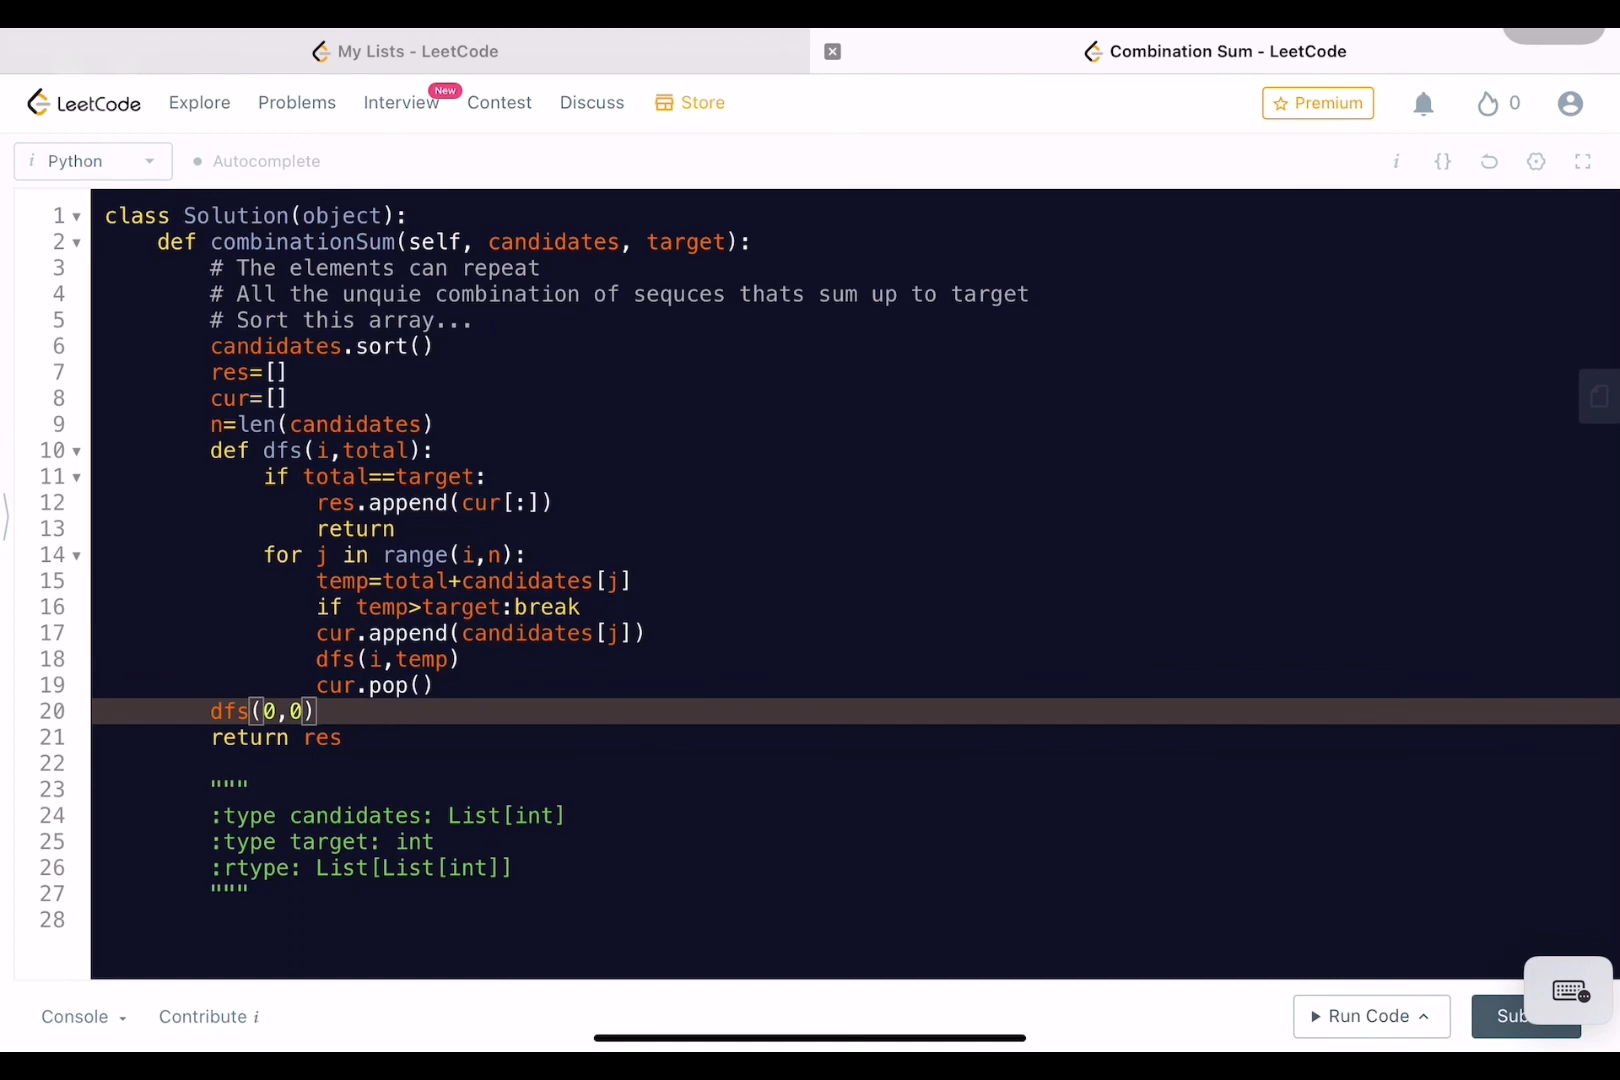 My Lists - LeetCode
Combination Sum - LeetCode
LeetCode Explore Problems Interview New Contest Discuss Store Premium 0
i Python Autocomplete i {}
1 class Solution(object):
2 def combinationSum(self, candidates, target):
3 # The elements can repeat
4 # All the unquie combination of sequces thats sum up to target
5 # Sort this array...
6 candidates.sort()
7 res=[]
8 cur=[]
9 n=len(candidates)
10 def dfs(i,total):
11 if total==target:
12 res.append(cur[:])
13 return
14 for j in range(i,n):
15 temp=total+candidates[j]
16 if temp>target:break
17 cur.append(candidates[j])
18 dfs(i,temp)
19 cur.pop()
20 dfs(0,0)
21 return res
22
23 """
24 :type candidates: List[int]
25 :type target: int
26 :rtype: List[List[int]]
27 """
28
Console Contribute i Run Code